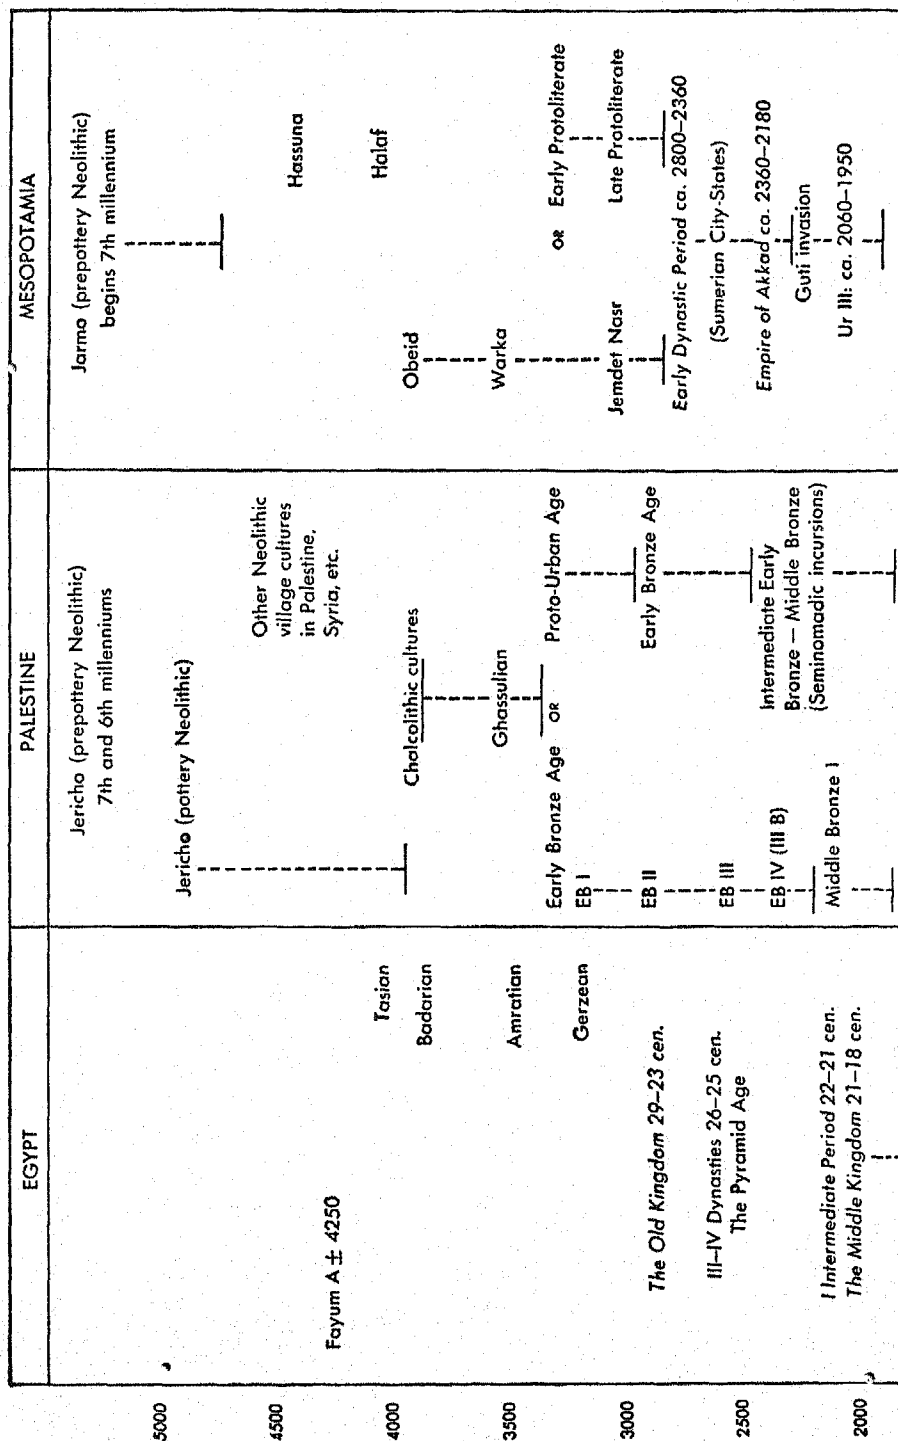 EGYPT
PALESTINE
MESOPOTAMIA
5000
4000
3500
3000
2500
2000
Fayum A ± 4250
Tasian
Badarian
Amratian
Gerzean
The Old Kingdom 29–23 cen.
III–IV Dynasties 26–25 cen.
The Pyramid Age
I Intermediate Period 22–21 cen.
The Middle Kingdom 21–18 cen.
Jericho (prepottery Neolithic)
7th and 6th millenniums
Jericho (pottery Neolithic)
Other Neolithic
village cultures
in Palestine,
Syria, etc.
Chalcolithic cultures
Ghassulian
Early Bronze Age OR Proto-Urban Age
EB I
EB II
Early Bronze Age
EB III
EB IV (III B)
Intermediate Early
Bronze — Middle Bronze
(Seminomadic incursions)
Middle Bronze I
Jarmo (prepottery Neolithic)
begins 7th millennium
Hassuna
Halaf
Obeid
Warka
OR Early Protoliterate
Jemdet Nasr
Late Protoliterate
Early Dynastic Period ca. 2800–2360
(Sumerian City-States)
Empire of Akkad ca. 2360–2180
Guti invasion
Ur III: ca. 2060–1950